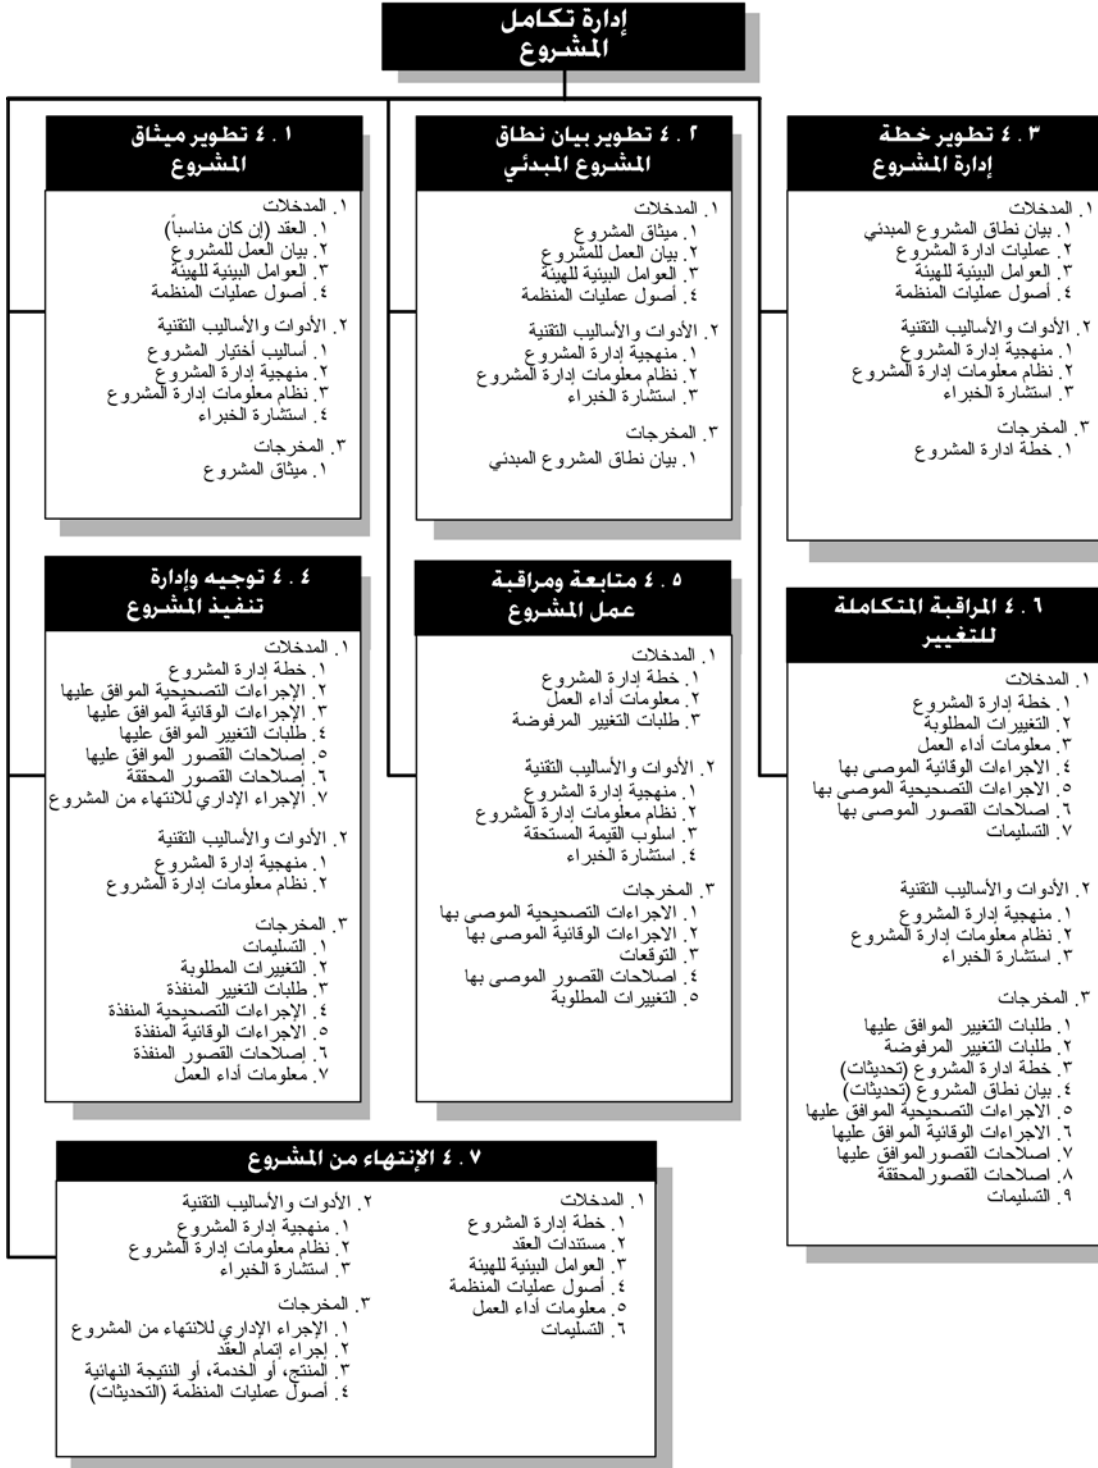 إدارة تكامل
المشروع
٤.١ تطوير ميثاق
المشروع
١. المدخلات
١. العقد (إن كان مناسباً)
٢. بيان العمل للمشروع
٣. العوامل البيئية للهيئة
٤. أصول عمليات المنظمة
٢. الأدوات والأساليب التقنية
١. أساليب أختيار المشروع
٢. منهجية إدارة المشروع
٣. نظام معلومات إدارة المشروع
٤. استشارة الخبراء
٣. المخرجات
١. ميثاق المشروع
٤.٢ تطوير بيان نطاق
المشروع المبدئي
١. المدخلات
١. ميثاق المشروع
٢. بيان العمل للمشروع
٣. العوامل البيئية للهيئة
٤. أصول عمليات المنظمة
٢. الأدوات والأساليب التقنية
١. منهجية إدارة المشروع
٢. نظام معلومات إدارة المشروع
٣. استشارة الخبراء
٣. المخرجات
١. بيان نطاق المشروع المبدئي
٤.٣ تطوير خطة
إدارة المشروع
١. المدخلات
١. بيان نطاق المشروع المبدئي
٢. عمليات ادارة المشروع
٣. العوامل البيئية للهيئة
٤. أصول عمليات المنظمة
٢. الأدوات والأساليب التقنية
١. منهجية إدارة المشروع
٢. نظام معلومات إدارة المشروع
٣. استشارة الخبراء
٣. المخرجات
١. خطة ادارة المشروع
٤.٤ توجيه وإدارة
تنفيذ المشروع
١. المدخلات
١. خطة إدارة المشروع
٢. الإجراءات التصحيحية الموافق عليها
٣. الإجراءات الوقائية الموافق عليها
٤. طلبات التغيير الموافق عليها
٥. إصلاحات القصور الموافق عليها
٦. إصلاحات القصور المحققة
٧. الإجراء الإداري للانتهاء من المشروع
٢. الأدوات والأساليب التقنية
١. منهجية إدارة المشروع
٢. نظام معلومات إدارة المشروع
٣. المخرجات
١. التسليمات
٢. التغييرات المطلوبة
٣. طلبات التغيير المنفذة
٤. الإجراءات التصحيحية المنفذة
٥. الاجراءات الوقائية المنفذة
٦. إصلاحات القصور المنفذة
٧. معلومات أداء العمل
٤.٥ متابعة ومراقبة
عمل المشروع
١. المدخلات
١. خطة إدارة المشروع
٢. معلومات أداء العمل
٣. طلبات التغيير المرفوضة
٢. الأدوات والأساليب التقنية
١. منهجية إدارة المشروع
٢. نظام معلومات إدارة المشروع
٣. اسلوب القيمة المستحقة
٤. استشارة الخبراء
٣. المخرجات
١. الاجراءات التصحيحية الموصى بها
٢. الاجراءات الوقائية الموصى بها
٣. التوقعات
٤. اصلاحات القصور الموصى بها
٥. التغييرات المطلوبة
٤.٦ المراقبة المتكاملة
للتغيير
١. المدخلات
١. خطة إدارة المشروع
٢. التغييرات المطلوبة
٣. معلومات أداء العمل
٤. الاجراءات الوقائية الموصى بها
٥. الاجراءات التصحيحية الموصى بها
٦. اصلاحات القصور الموصى بها
٧. التسليمات
٢. الأدوات والأساليب التقنية
١. منهجية إدارة المشروع
٢. نظام معلومات إدارة المشروع
٣. استشارة الخبراء
٣. المخرجات
١. طلبات التغيير الموافق عليها
٢. طلبات التغيير المرفوضة
٣. خطة ادارة المشروع (تحديثات)
٤. بيان نطاق المشروع (تحديثات)
٥. الاجراءات التصحيحية الموافق عليها
٦. الاجراءات الوقائية الموافق عليها
٧. اصلاحات القصور الموافق عليها
٨. اصلاحات القصور المحققة
٩. التسليمات
٤.٧ الإنتهاء من المشروع
١. المدخلات
١. خطة إدارة المشروع
٢. مستندات العقد
٣. العوامل البيئية للهيئة
٤. أصول عمليات المنظمة
٥. معلومات أداء العمل
٦. التسليمات
٢. الأدوات والأساليب التقنية
١. منهجية إدارة المشروع
٢. نظام معلومات إدارة المشروع
٣. استشارة الخبراء
٣. المخرجات
١. الإجراء الإداري للانتهاء من المشروع
٢. إجراء إتمام العقد
٣. المنتج، أو الخدمة، أو النتيجة النهائية
٤. أصول عمليات المنظمة (التحديثات)